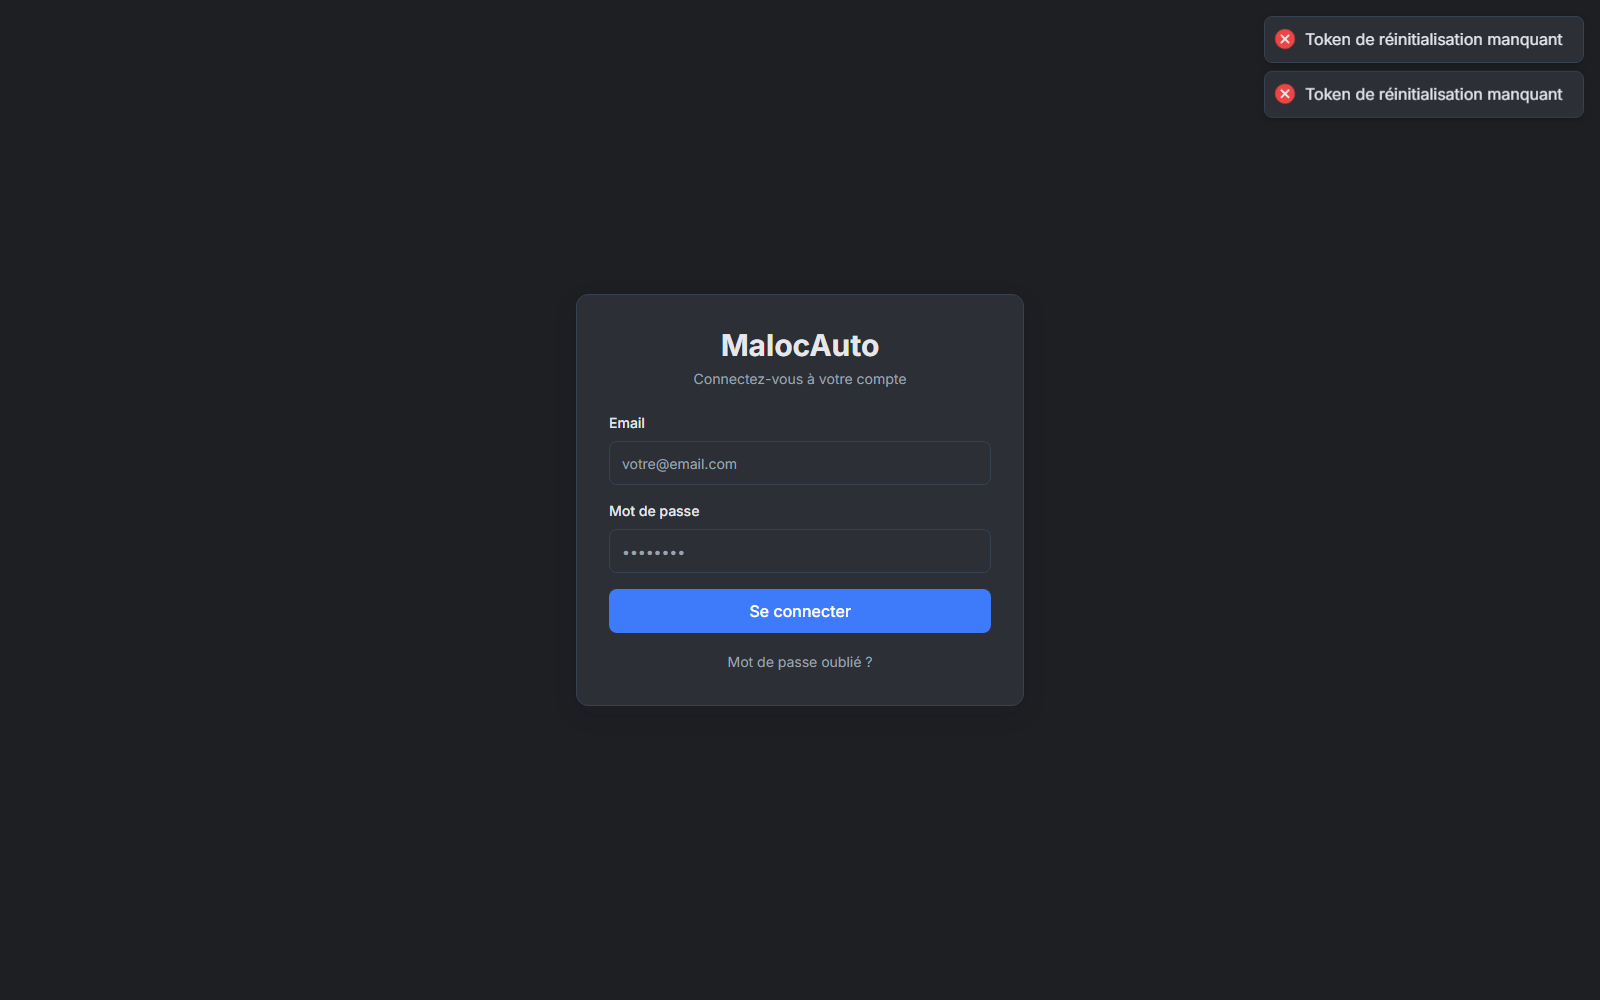 Token de réinitialisation manquant
Token de réinitialisation manquant
MalocAuto
Connectez-vous à votre compte
Email
votre@email.com
Mot de passe
••••••••
Se connecter
Mot de passe oublié ?